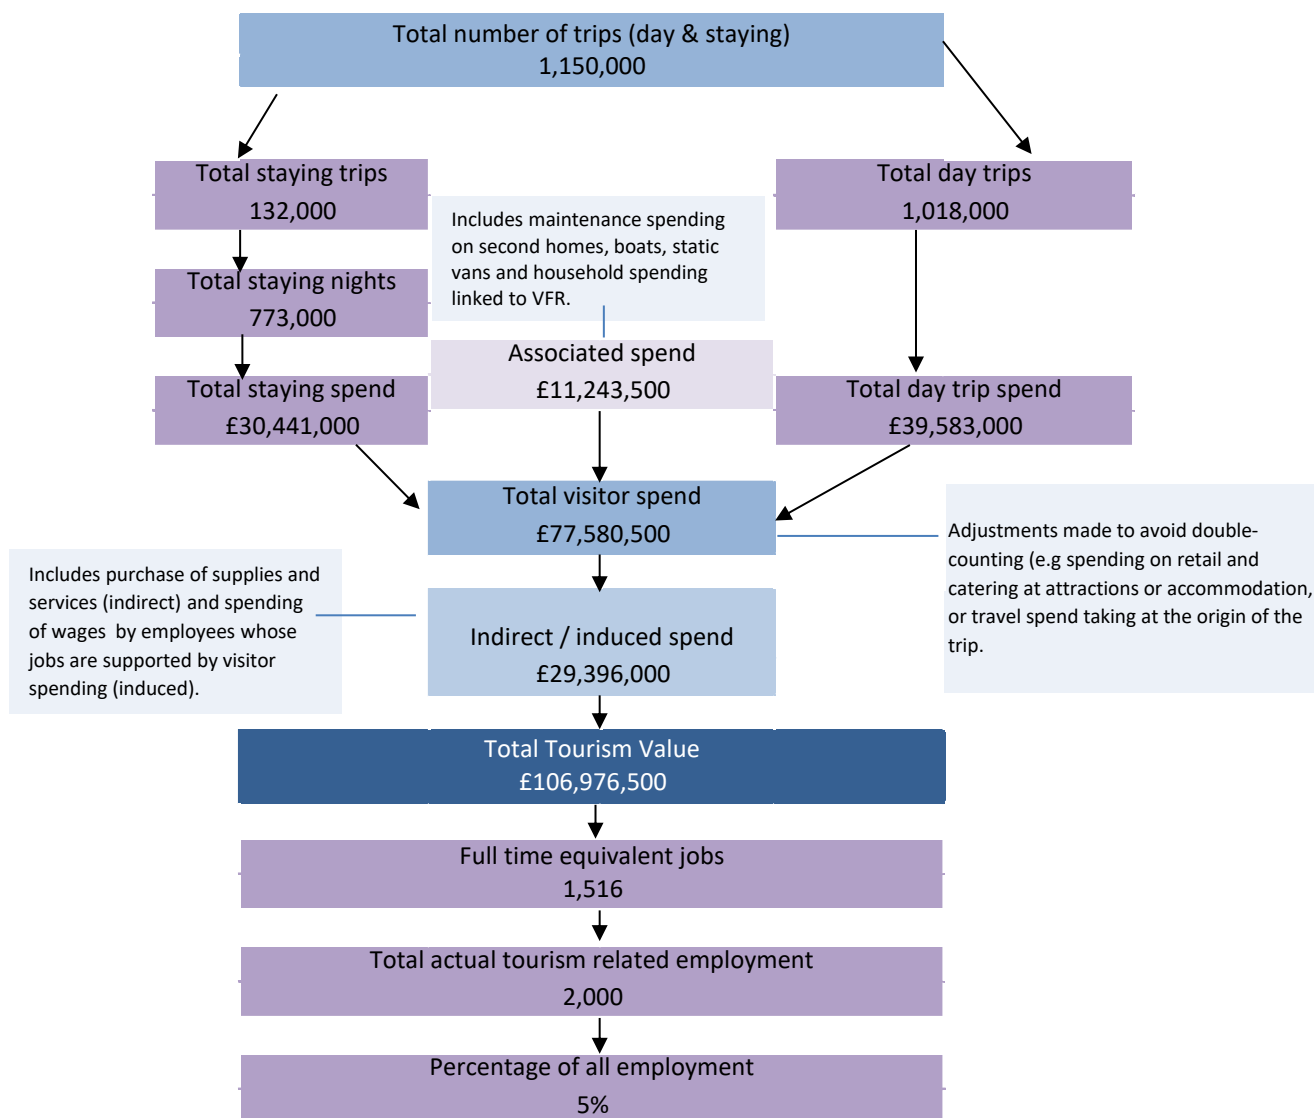 Total number of trips (day & staying)
1,150,000
Total staying trips
132,000
Total day trips
1,018,000
Includes maintenance spending
on second homes, boats, static
vans and household spending
linked to VFR.
Total staying nights
773,000
Associated spend
£11,243,500
Total staying spend
£30,441,000
Total day trip spend
£39,583,000
Total visitor spend
£77,580,500
Adjustments made to avoid double-
counting (e.g spending on retail and
catering at attractions or accommodation,
or travel spend taking at the origin of the
trip.
Includes purchase of supplies and
services (indirect) and spending
of wages by employees whose
jobs are supported by visitor
spending (induced).
Indirect / induced spend
£29,396,000
Total Tourism Value
£106,976,500
Full time equivalent jobs
1,516
Total actual tourism related employment
2,000
Percentage of all employment
5%